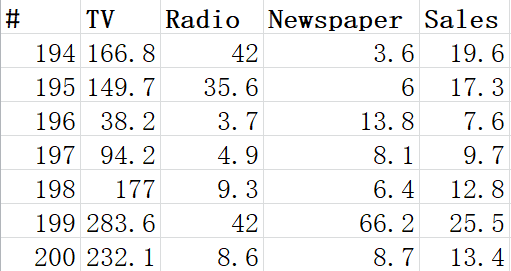 # TV Radio Newspaper Sales
194 166.8 42 3.6 19.6
195 149.7 35.6 6 17.3
196 38.2 3.7 13.8 7.6
197 94.2 4.9 8.1 9.7
198 177 9.3 6.4 12.8
199 283.6 42 66.2 25.5
200 232.1 8.6 8.7 13.4